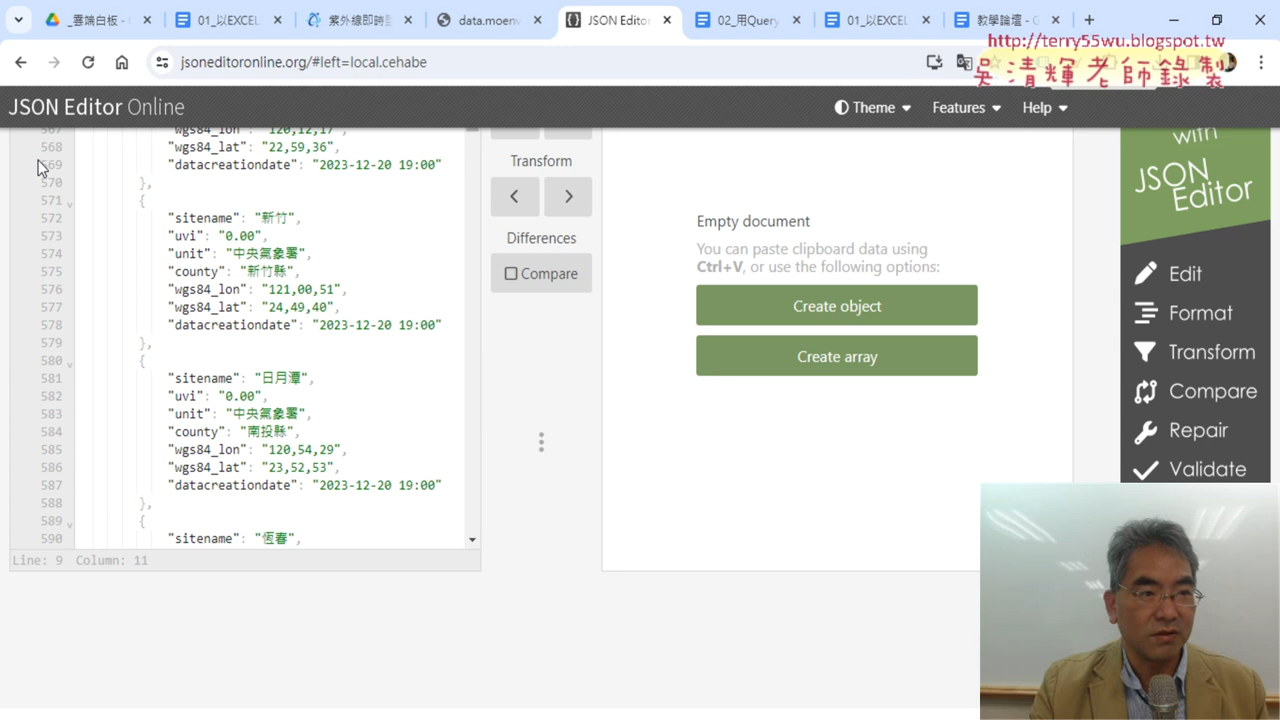 _雲端白板 - G
01_以EXCEL
紫外線即時監
data.moenv
JSON Editor
02_用Query
01_以EXCEL
教學論壇 - G
http://terry55wu.blogspot.tw
吳清輝老師錄製
jsoneditoronline.org/#left=local.cehabe
JSON Editor Online
Theme
Features
Help
567 "wgs84_lon": "120,12,17",
568 "wgs84_lat": "22,59,36",
569 "datacreationdate": "2023-12-20 19:00"
570 },
571 {
572 "sitename": "新竹",
573 "uvi": "0.00",
574 "unit": "中央氣象署",
575 "county": "新竹縣",
576 "wgs84_lon": "121,00,51",
577 "wgs84_lat": "24,49,40",
578 "datacreationdate": "2023-12-20 19:00"
579 },
580 {
581 "sitename": "日月潭",
582 "uvi": "0.00",
583 "unit": "中央氣象署",
584 "county": "南投縣",
585 "wgs84_lon": "120,54,29",
586 "wgs84_lat": "23,52,53",
587 "datacreationdate": "2023-12-20 19:00"
588 },
589 {
590 "sitename": "恆春",
Line: 9 Column: 11
Transform
Differences
Compare
Empty document
You can paste clipboard data using
Ctrl+V, or use the following options:
Create object
Create array
with
JSON
Editor
Edit
Format
Transform
Compare
Repair
Validate